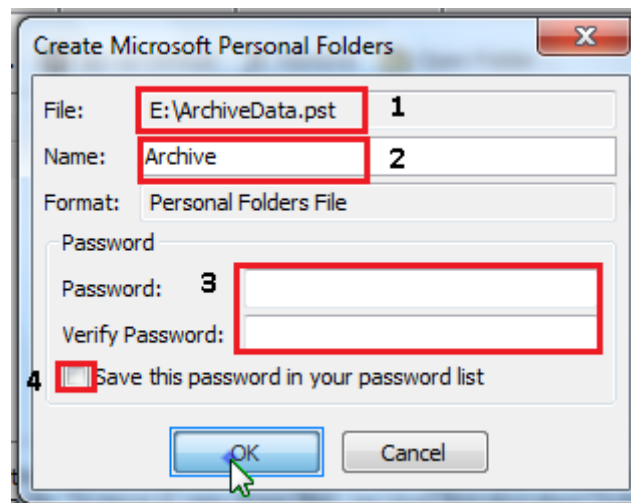 Create Microsoft Personal Folders
File: E:\ArchiveData.pst 1
Name: Archive 2
Format: Personal Folders File
Password
Password: 3
Verify Password:
4 Save this password in your password list
OK Cancel